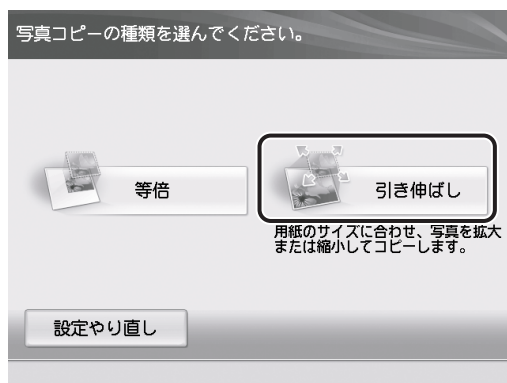 写真コピーの種類を選んでください。
等倍
引き伸ばし
用紙のサイズに合わせ、写真を拡大
または縮小してコピーします。
設定やり直し